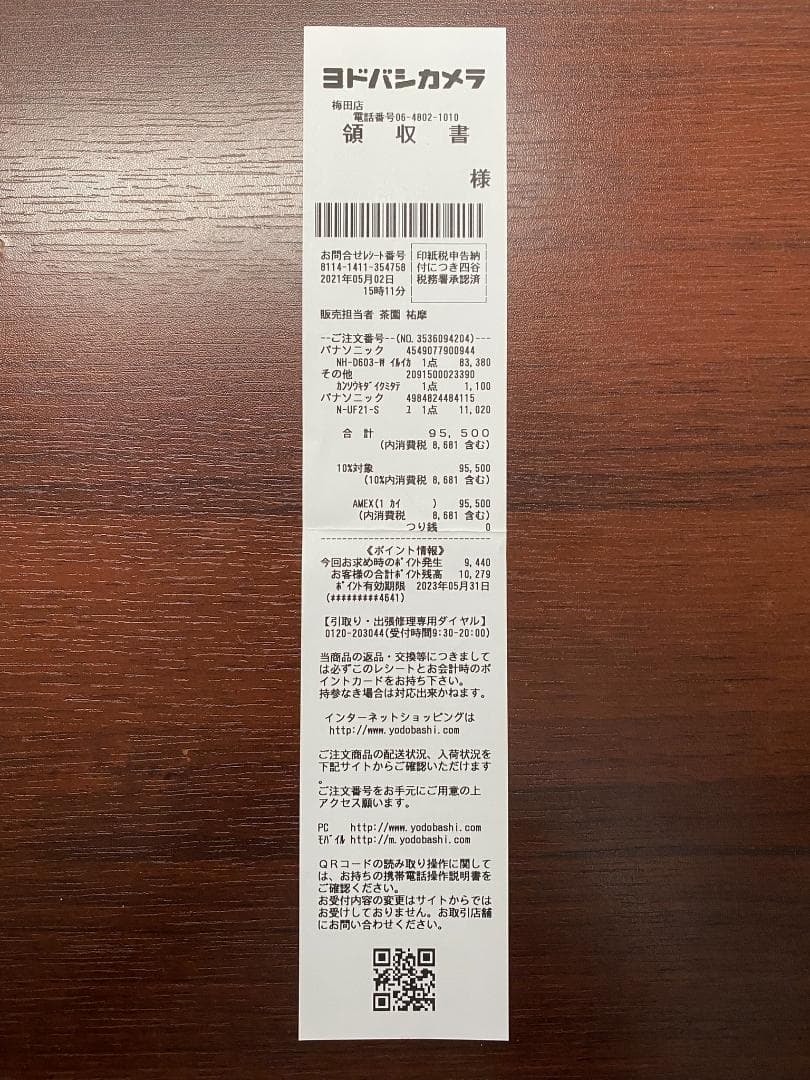 ヨドバシカメラ
梅田店
電話番号06-4802-1010
領 収 書
様
お問合せﾚｼｰﾄ番号
8114-1411-354758
2021年05月02日
15時11分
印紙税申告納
付につき四谷
税務署承認済
販売担当者 茶園 祐摩
--ご注文番号--(NO. 3536094204)---
パナソニック 4549077900944
NH-D603-W ｲﾙｲｶ 1点 83,380
その他 2091500023390
ｶﾝｿｳｷﾀﾞｲｸﾐﾀﾃ 1点 1,100
パナソニック 4984824484115
N-UF21-S ﾕ 1点 11,020
合 計 ９５，５００
(内消費税 8,681 含む)
10%対象 95,500
(10%内消費税 8,681 含む)
AMEX(1 ｶｲ ) 95,500
(内消費税 8,681 含む)
つり銭 0
《ポイント情報》
今回お求め時のﾎﾟｲﾝﾄ発生 9,440
お客様の合計ﾎﾟｲﾝﾄ残高 10,279
ﾎﾟｲﾝﾄ有効期限 2023年05月31日
(*********4641)
【引取り・出張修理専用ダイヤル】
0120-203044(受付時間9:30-20:00)
当商品の返品・交換等につきまして
は必ずこのレシートとお会計時のポ
イントカードをお持ち下さい。
持参なき場合は対応出来かねます。
インターネットショッピングは
http://www.yodobashi.com
ご注文商品の配送状況、入荷状況を
下記サイトからご確認いただけます
。
ご注文番号をお手元にご用意の上
アクセス願います。
PC http://www.yodobashi.com
ﾓﾊﾞｲﾙ http://m.yodobashi.com
ＱＲコードの読み取り操作に関して
は、お持ちの携帯電話操作説明書を
ご確認ください。
お受付内容の変更はサイトからでは
お受けしておりません。お取引店舗
にお問い合わせください。